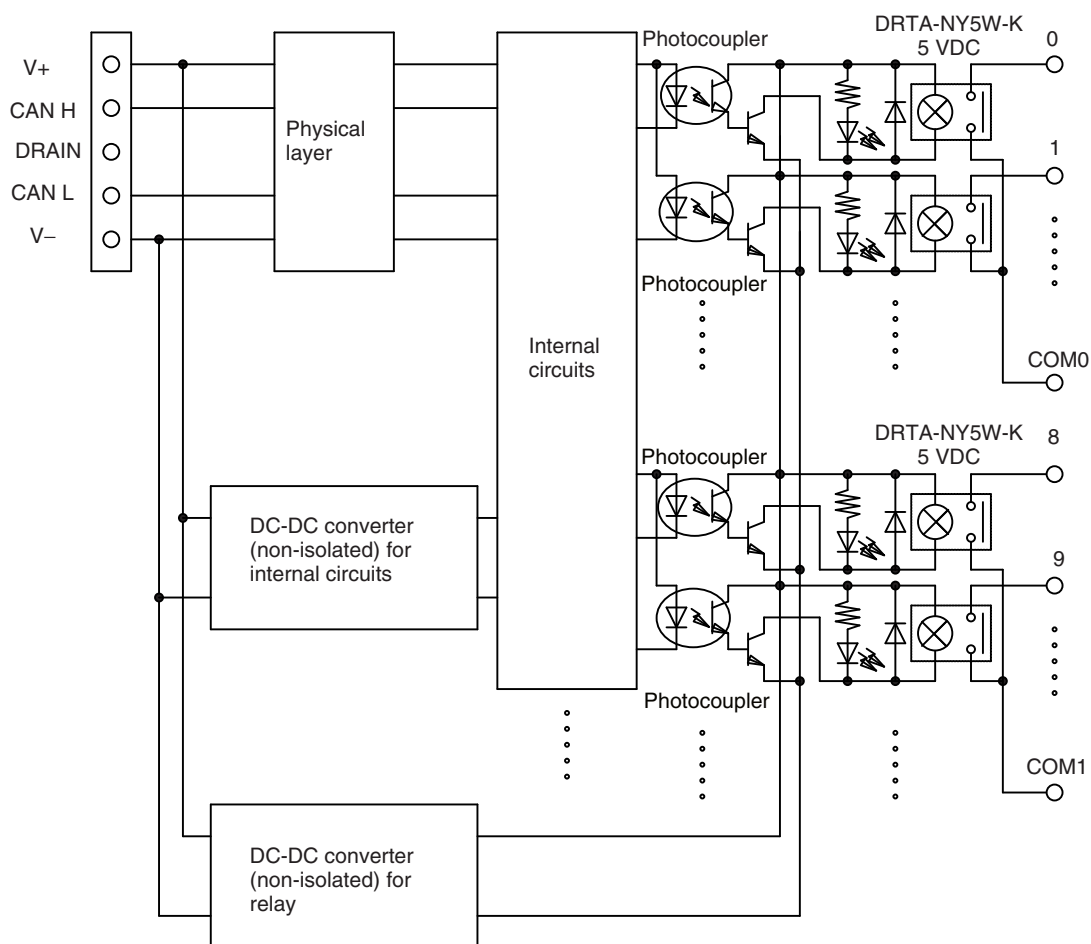 V+
CAN H
DRAIN
CAN L
V–
Physical
layer
Internal
circuits
DC-DC converter
(non-isolated) for
internal circuits
DC-DC converter
(non-isolated) for
relay
Photocoupler
DRTA-NY5W-K
5 VDC
0
1
Photocoupler
COM0
Photocoupler
DRTA-NY5W-K
5 VDC
8
9
Photocoupler
COM1